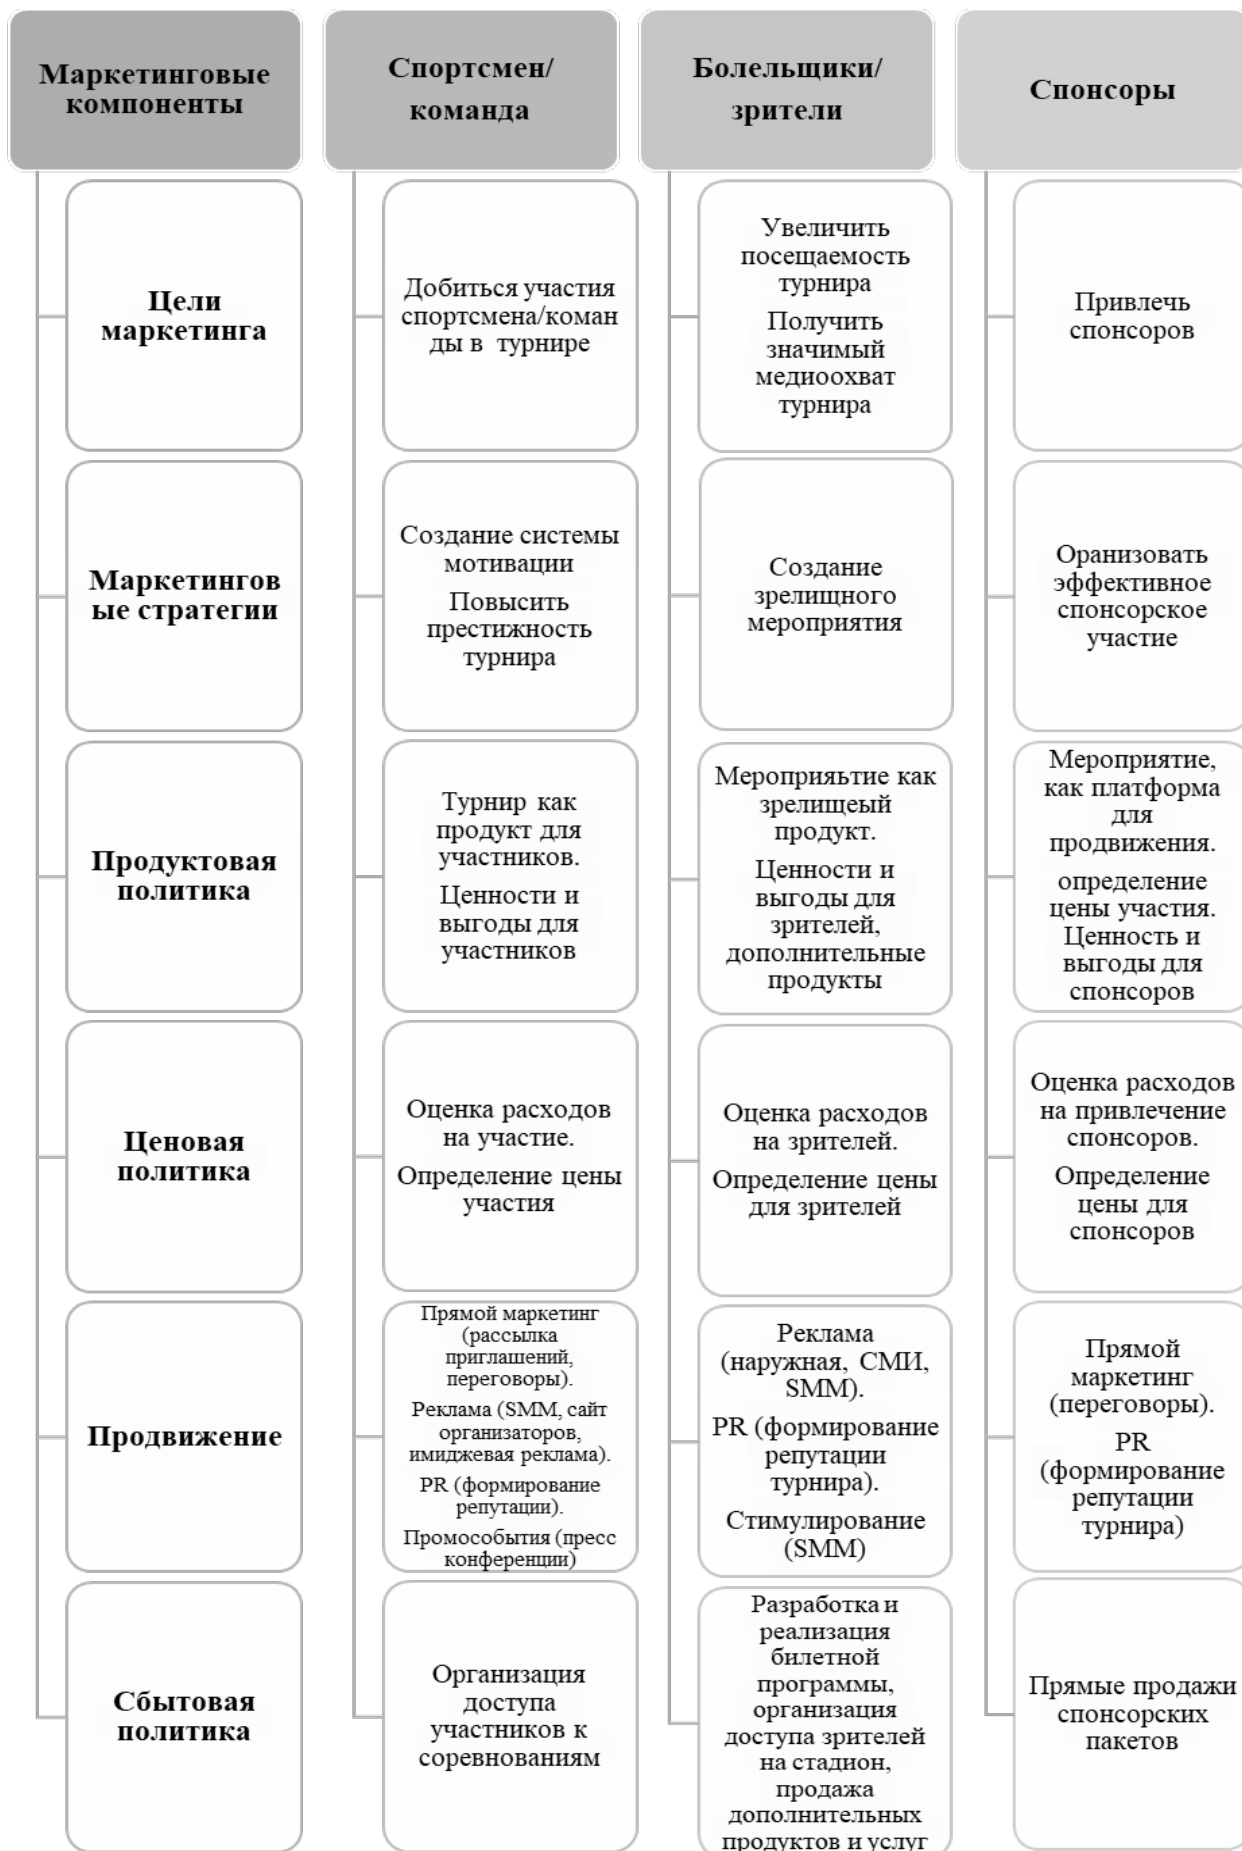 Маркетинговые
компоненты
Спортсмен/
команда
Болельщики/
зрители
Спонсоры
Цели
маркетинга
Добиться участия
спортсмена/коман
ды в турнире
Увеличить
посещаемость
турнира
Получить
значимый
медиоохват
турнира
Привлечь
спонсоров
Маркетингов
ые стратегии
Создание системы
мотивации
Повысить
престижность
турнира
Создание
зрелищного
мероприятия
Оранизовать
эффективное
спонсорское
участие
Продуктовая
политика
Турнир как
продукт для
участников.
Ценности и
выгоды для
участников
Мероприяьтие как
зрелищеый
продукт.
Ценности и
выгоды для
зрителей,
дополнительные
продукты
Мероприятие,
как платформа
для
продвижения.
определение
цены участия.
Ценность и
выгоды для
спонсоров
Ценовая
политика
Оценка расходов
на участие.
Определение цены
участия
Оценка расходов
на зрителей.
Определение цены
для зрителей
Оценка расходов
на привлечение
спонсоров.
Определение
цены для
спонсоров
Продвижение
Прямой маркетинг
(рассылка
приглашений,
переговоры).
Реклама (SMM, сайт
организаторов,
имиджевая реклама).
PR (формирование
репутации).
Промособытия (пресс
конференции)
Реклама
(наружная, СМИ,
SMM).
PR (формирование
репутации
турнира).
Стимулирование
(SMM)
Прямой
маркетинг
(переговоры).
PR
(формирование
репутации
турнира)
Сбытовая
политика
Организация
доступа
участников к
соревнованиям
Разработка и
реализация
билетной
программы,
организация
доступа зрителей
на стадион,
продажа
дополнительных
продуктов и услуг
Прямые продажи
спонсорских
пакетов